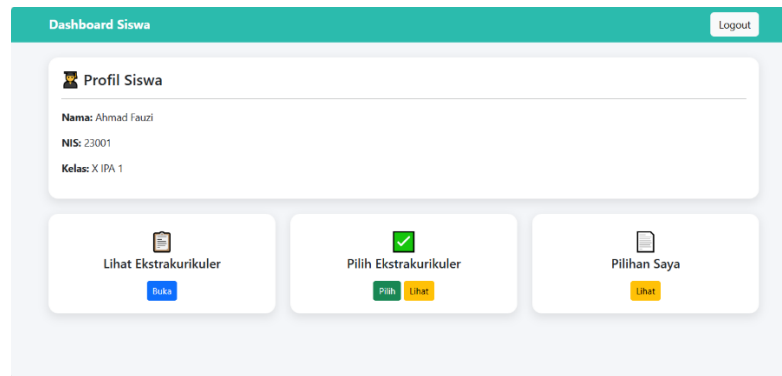 Dashboard Siswa
Logout
Profil Siswa
Nama: Ahmad Fauzi
NIS: 23001
Kelas: X IPA 1
Lihat Ekstrakurikuler
Buka
Pilih Ekstrakurikuler
Pilih Lihat
Pilihan Saya
Lihat